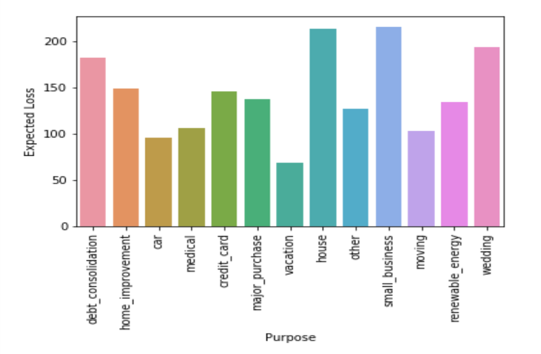 200
150
100
50
0
Expected Loss
debt_consolidation
home_improvement
car
medical
credit_card
major_purchase
vacation
house
other
small_business
moving
renewable_energy
wedding
Purpose